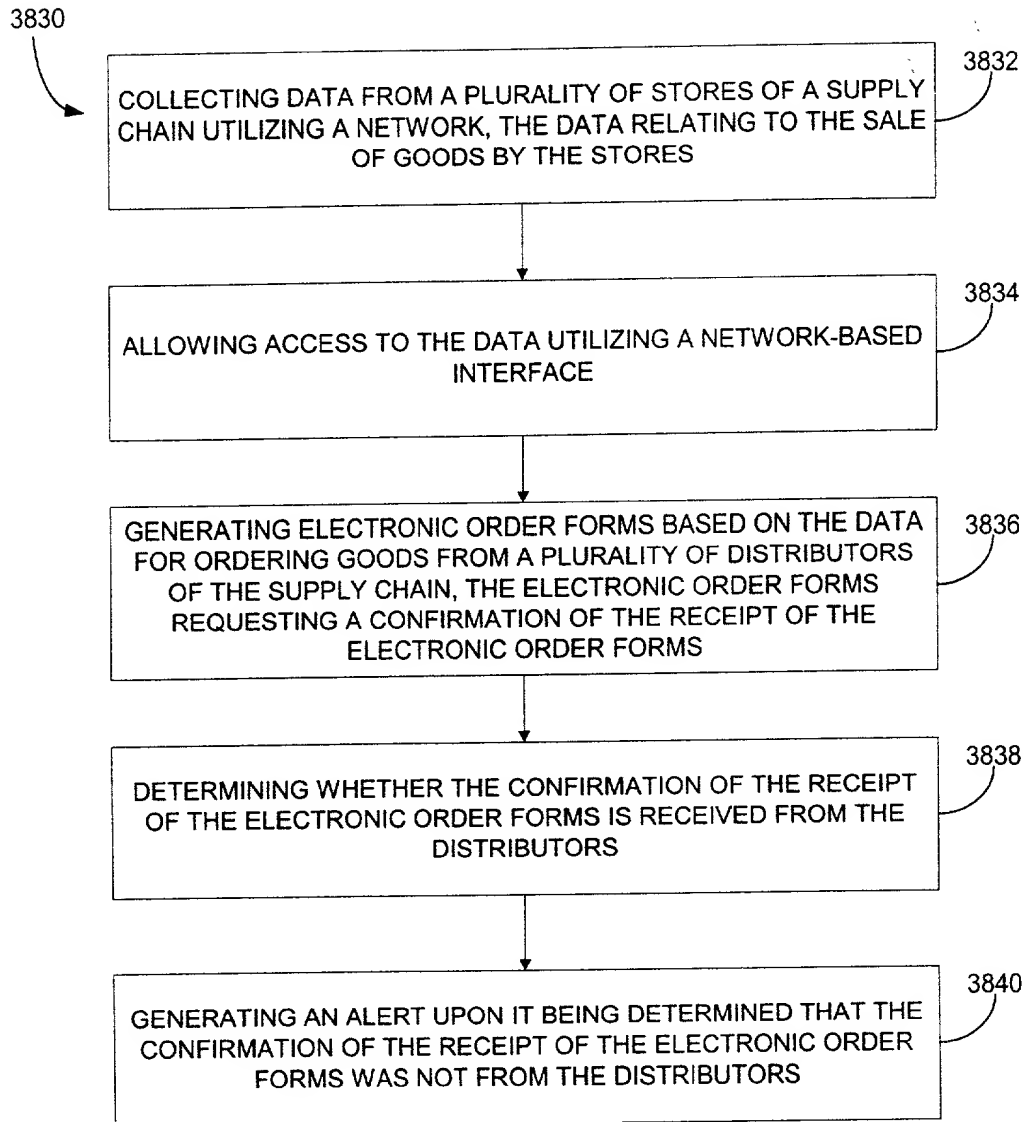 3830
3832
COLLECTING DATA FROM A PLURALITY OF STORES OF A SUPPLY
CHAIN UTILIZING A NETWORK, THE DATA RELATING TO THE SALE
OF GOODS BY THE STORES
3834
ALLOWING ACCESS TO THE DATA UTILIZING A NETWORK-BASED
INTERFACE
3836
GENERATING ELECTRONIC ORDER FORMS BASED ON THE DATA
FOR ORDERING GOODS FROM A PLURALITY OF DISTRIBUTORS
OF THE SUPPLY CHAIN, THE ELECTRONIC ORDER FORMS
REQUESTING A CONFIRMATION OF THE RECEIPT OF THE
ELECTRONIC ORDER FORMS
3838
DETERMINING WHETHER THE CONFIRMATION OF THE RECEIPT
OF THE ELECTRONIC ORDER FORMS IS RECEIVED FROM THE
DISTRIBUTORS
3840
GENERATING AN ALERT UPON IT BEING DETERMINED THAT THE
CONFIRMATION OF THE RECEIPT OF THE ELECTRONIC ORDER
FORMS WAS NOT FROM THE DISTRIBUTORS